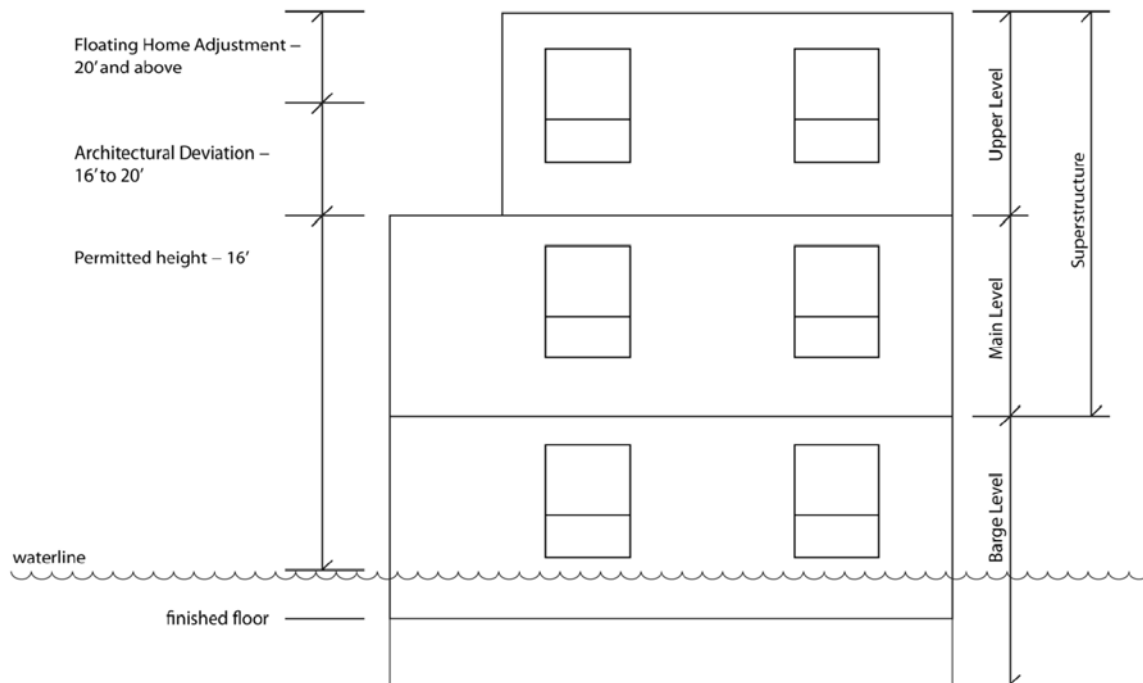 Floating Home Adjustment –
20' and above
Architectural Deviation –
16' to 20'
Permitted height – 16'
waterline
finished floor
Upper Level
Main Level
Barge Level
Superstructure